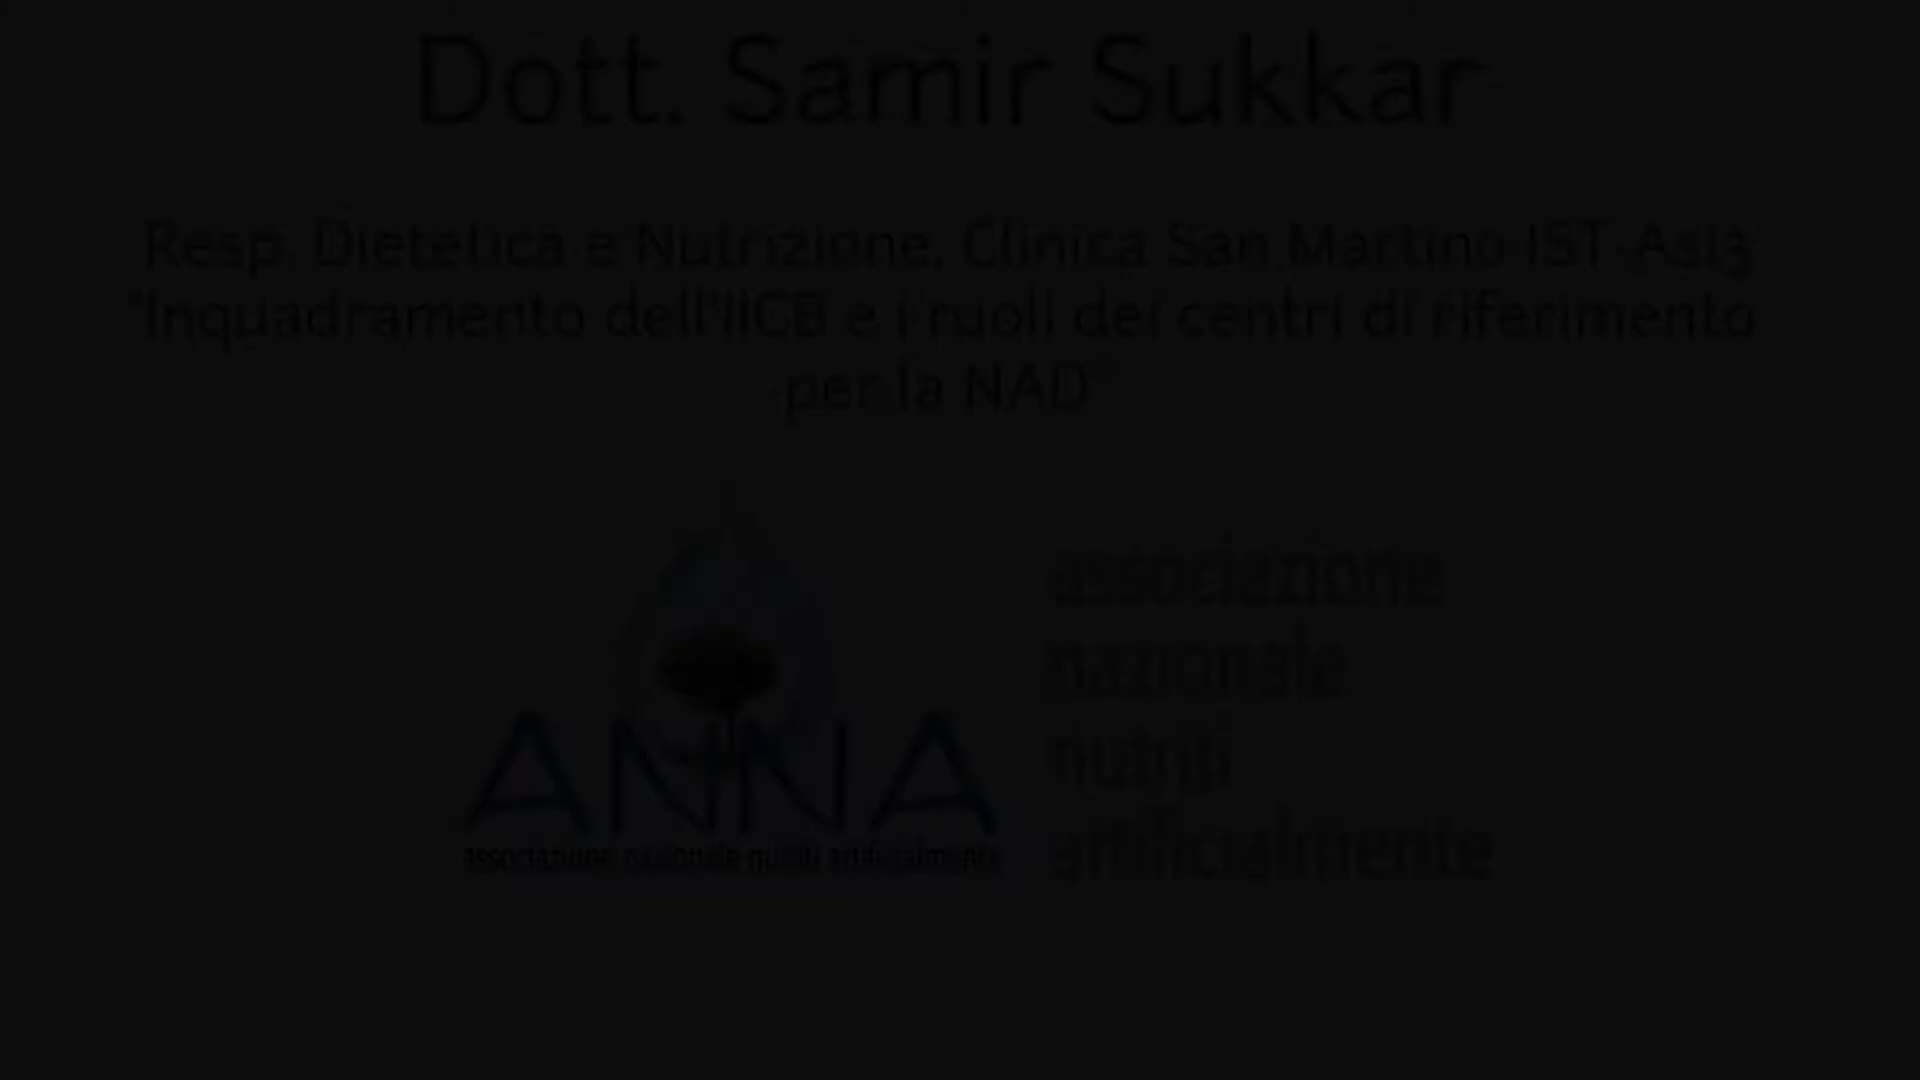 Dott. Samir Sukkar
Resp. Dietetica e Nutrizione, Clinica San Martino-IST-Asl3
"Inquadramento dell'IICB e i ruoli dei centri di riferimento
per la NAD"
associazione
nazionale
nutriti
artificialmente
ANNA
associazione nazionale nutriti artificialmente